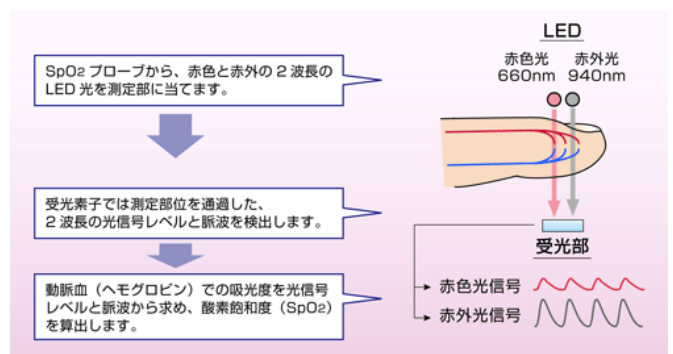 LED
赤色光 赤外光
660nm 940nm
SpO2 プローブから、赤色と赤外の 2 波長の
LED 光を測定部に当てます。
受光素子では測定部位を通過した、
2 波長の光信号レベルと脈波を検出します。
動脈血（ヘモグロビン）での吸光度を光信号
レベルと脈波から求め、酸素飽和度（SpO2）
を算出します。
受光部
赤色光信号
赤外光信号